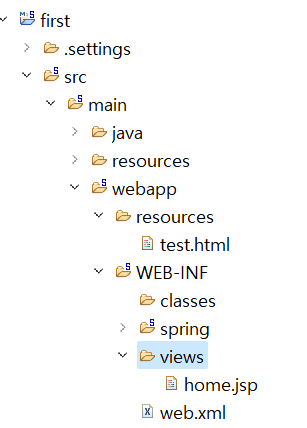 first
.settings
src
main
java
resources
webapp
resources
test.html
WEB-INF
classes
spring
views
home.jsp
web.xml